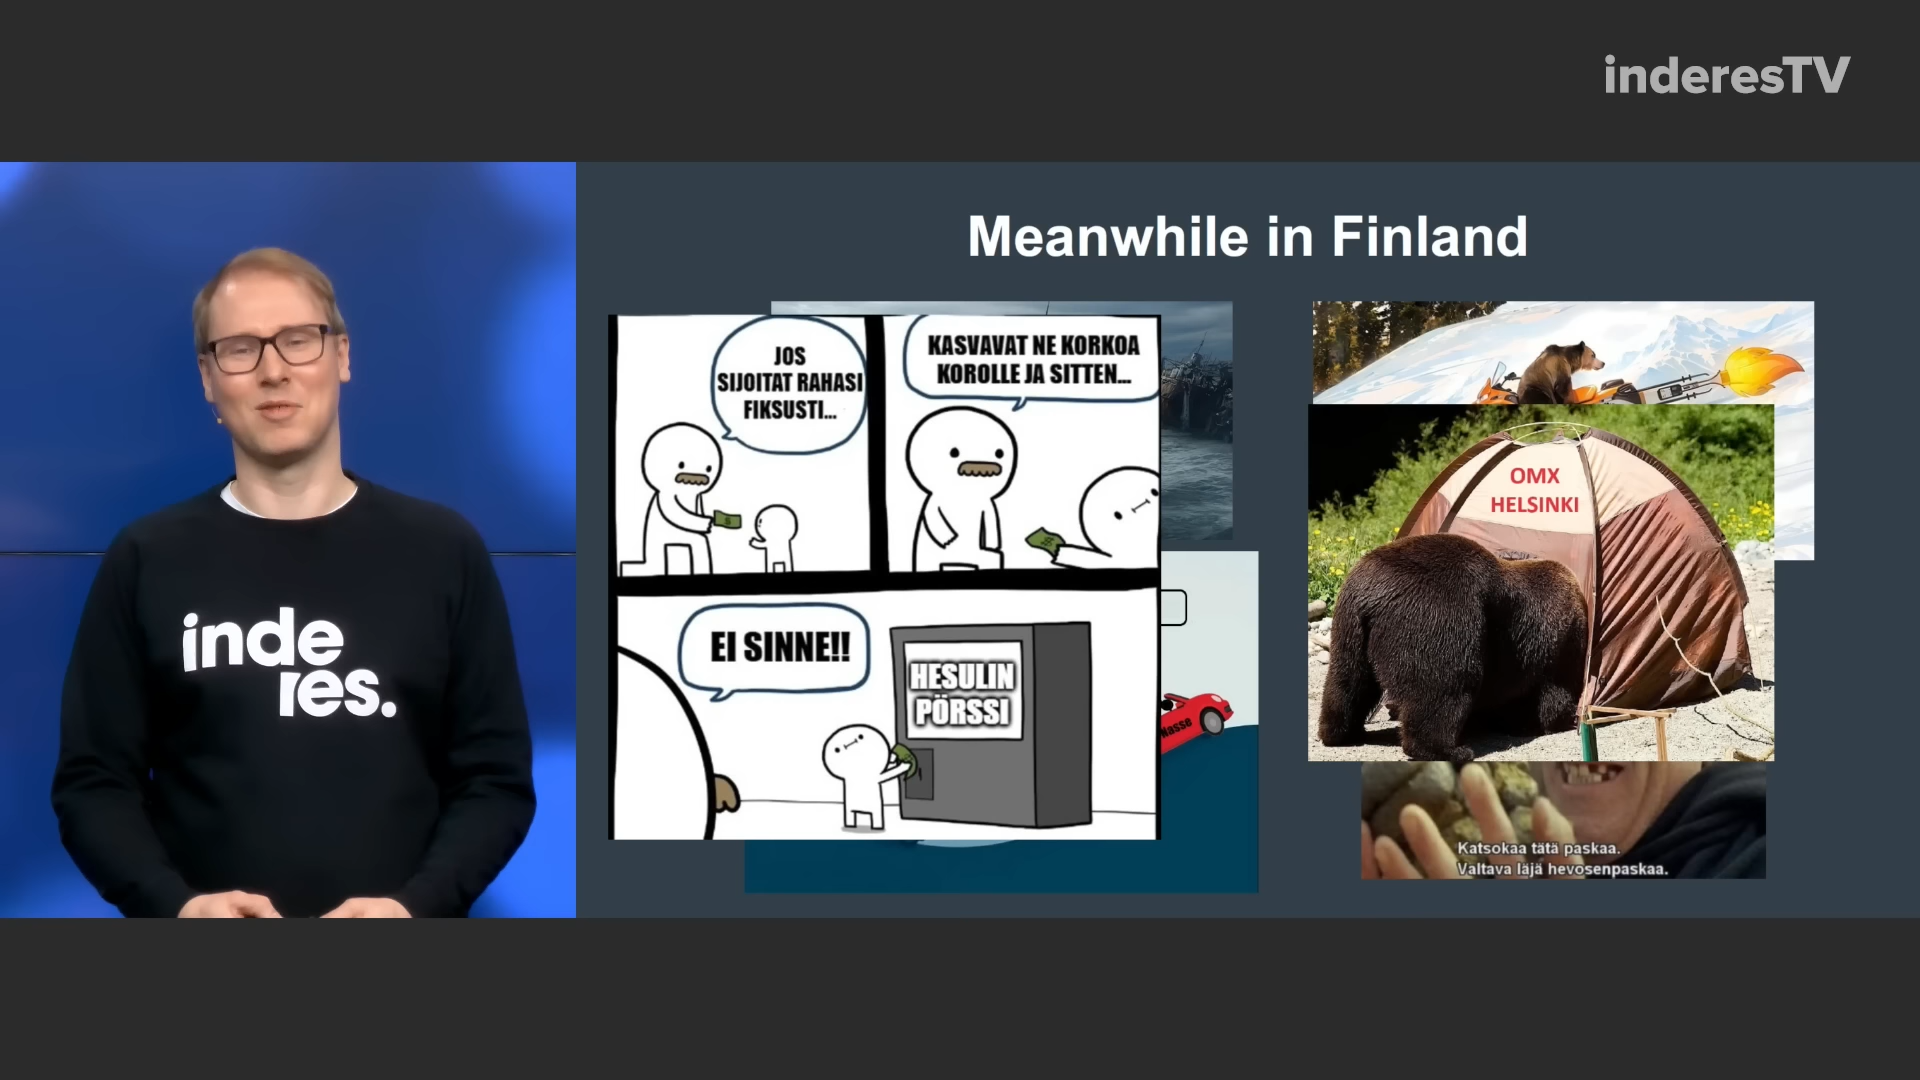 inderesTV
Meanwhile in Finland
JOS
SIJOITAT RAHASI
FIKSUSTI...
KASVAVAT NE KORKOA
KOROLLE JA SITTEN...
EI SINNE!!
HESULIN
PÖRSSI
OMX
HELSINKI
Nasse
Katsokaa tätä paskaa.
Valtava läjä hevosenpaskaa.
inde
res.